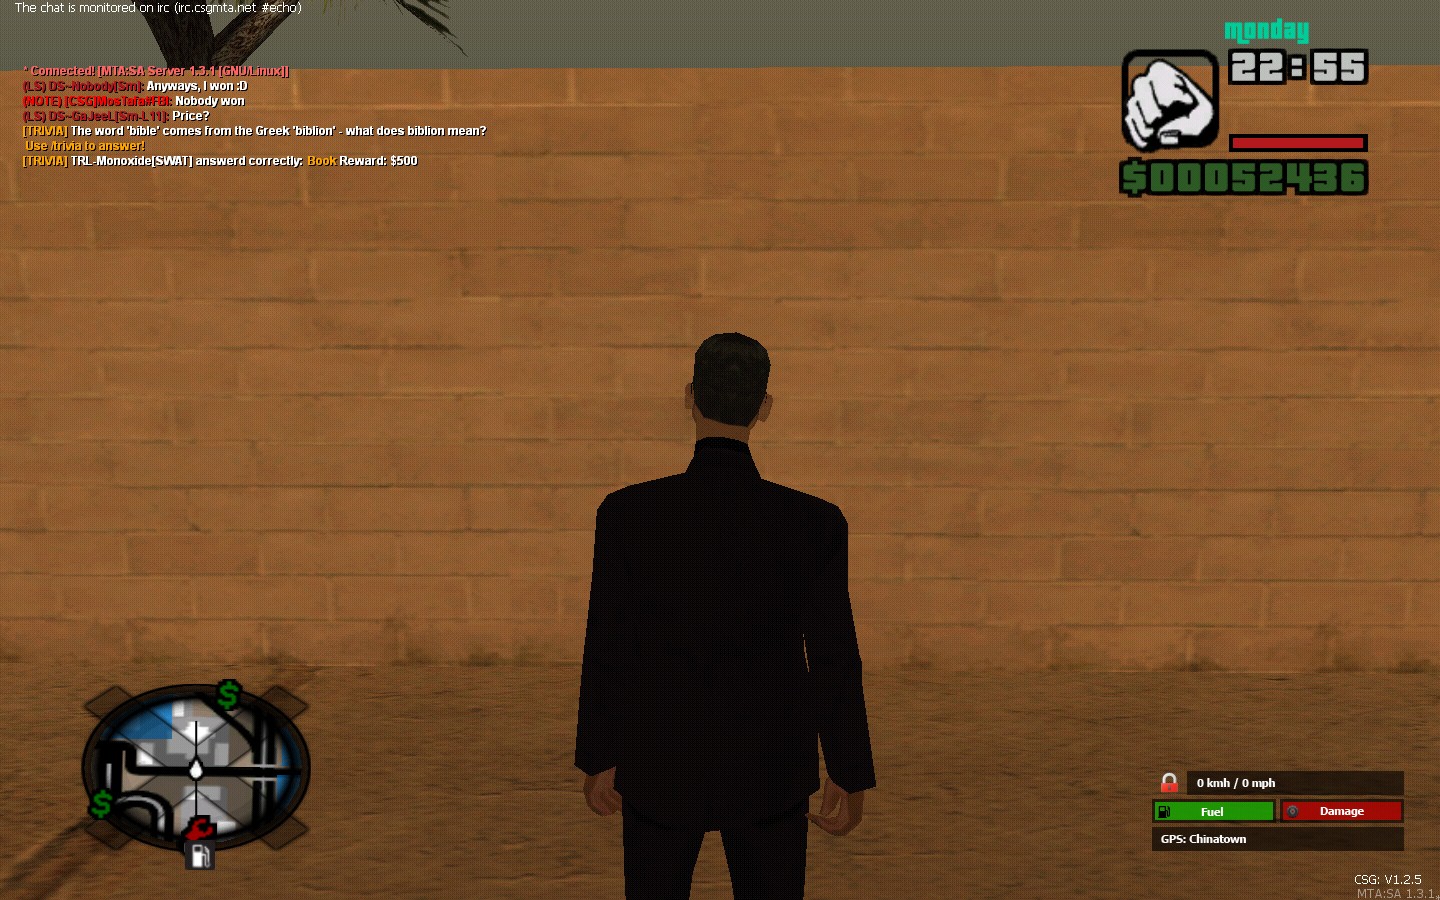 The chat is monitored on irc (irc.csgmta.net #echo)
monday
22:55
* Connected! [MTA:SA Server 1.3.1 [GNU/Linux]]
(LS) DS~Nobody[Sm]: Anyways, I won :D
(NOTE) [CSG]MosTafa#FBI: Nobody won
(LS) DS~GaJeeL[Sm-L11]: Price?
[TRIVIA] The word 'bible' comes from the Greek 'biblion' - what does biblion mean?
Use /trivia to answer!
[TRIVIA] TRL-Monoxide[SWAT] answerd correctly: Book Reward: $500
$00052436
0 kmh / 0 mph
Fuel
Damage
GPS: Chinatown
CSG: V1.2.5
MTA:SA 1.3.1